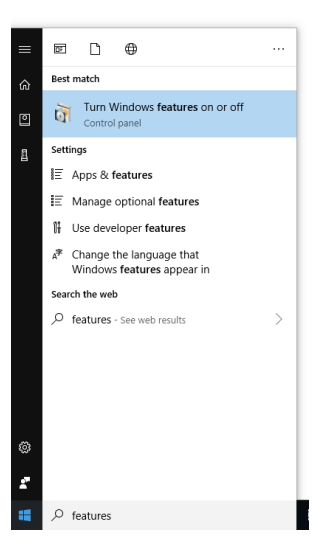 Best match
Turn Windows features on or off
Control panel
Settings
Apps & features
Manage optional features
Use developer features
Change the language that
Windows features appear in
Search the web
features - See web results
features